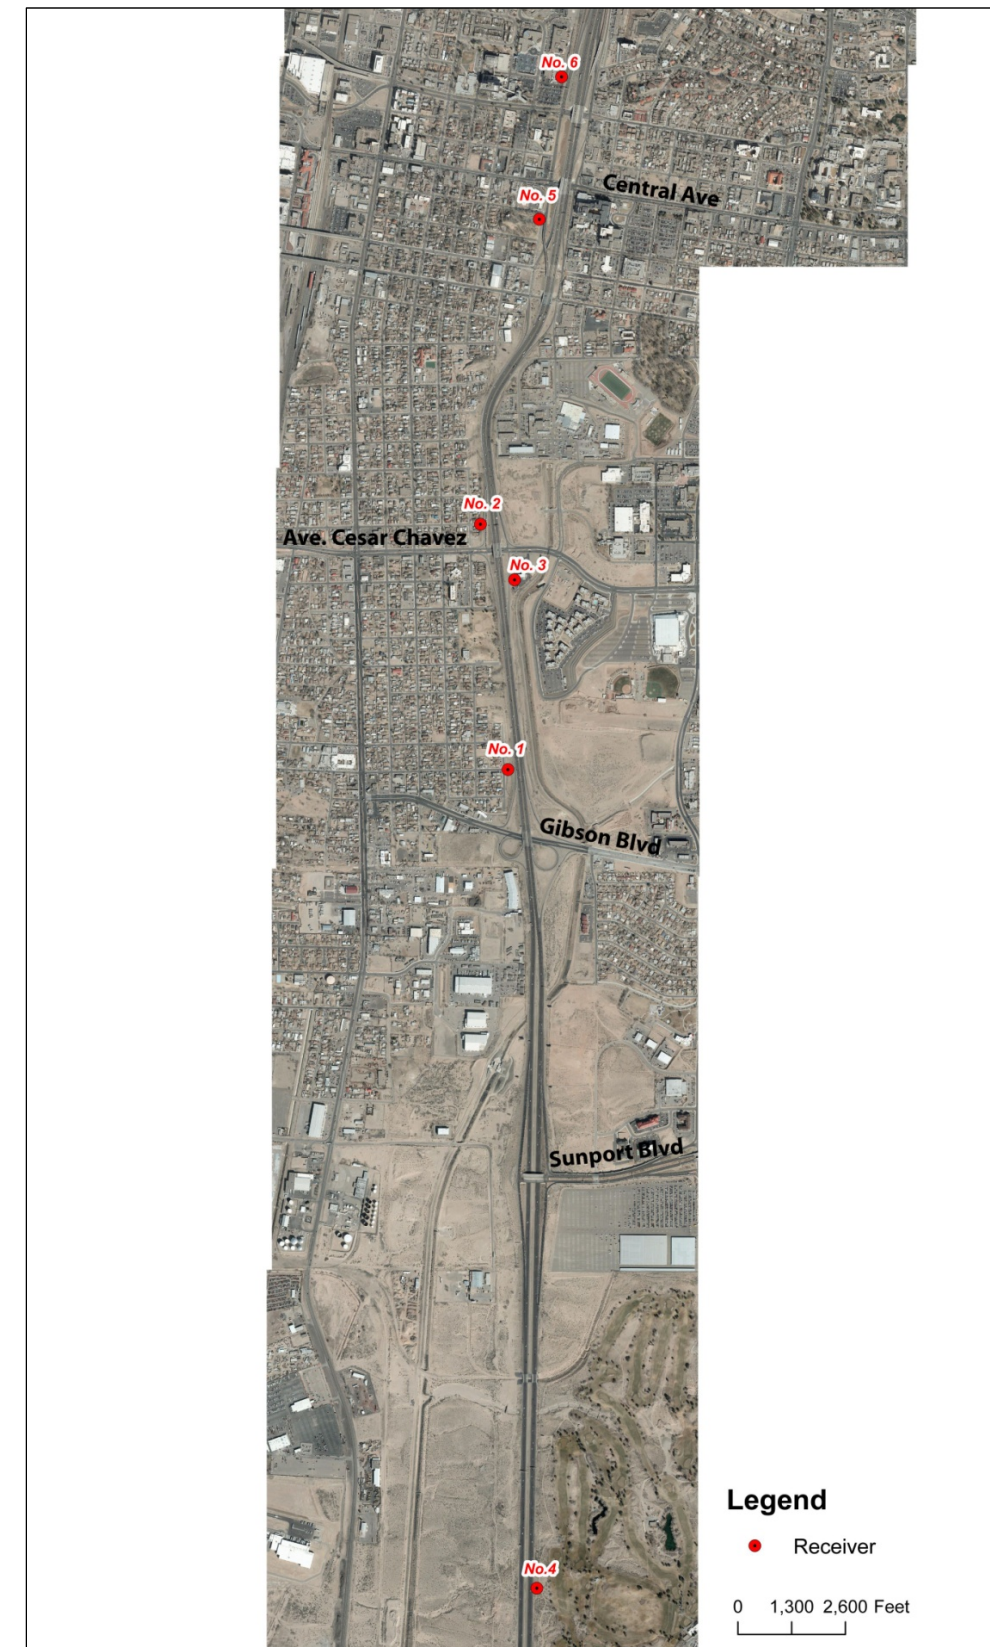 No. 6
Central Ave
No. 5
No. 2
Ave. Cesar Chavez
No. 3
No. 1
Gibson Blvd
Sunport Blvd
Legend
Receiver
0 1,300 2,600 Feet
No.4